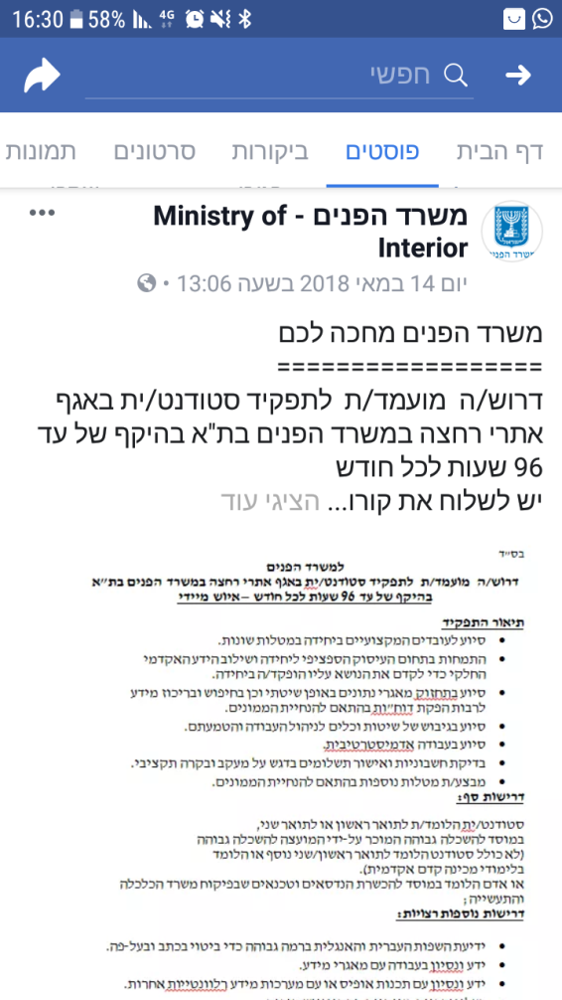 16:30 58% 4G
חפשי
דף הבית פוסטים ביקורות סרטונים תמונות
משרד הפנים - Ministry of
Interior
יום 14 במאי 2018 בשעה 13:06 •
משרד הפנים
משרד הפנים מחכה לכם
==================
דרוש/ה מועמד/ת לתפקיד סטודנט/ית באגף
אתרי רחצה במשרד הפנים בת"א בהיקף של עד
96 שעות לכל חודש
יש לשלוח את קורו... הציגי עוד
בס"ד
למשרד הפנים
דרוש/ה מועמד/ת לתפקיד סטודנט/ית באגף אתרי רחצה במשרד הפנים בת"א
בהיקף של עד 96 שעות לכל חודש –איוש מיידי
תיאור התפקיד
• סיוע לעובדים המקצועיים ביחידה במטלות שונות.
• התמחות בתחום העיסוק הספציפי ליחידה ושילוב הידע האקדמי
החלקי כדי לקדם את הנושא עליו הופקד/ה ביחידה.
• סיוע בתחזוק מאגרי נתונים באופן שיטתי וכן בחיפוש ובריכוז מידע
לרבות הפקת דוח"ות בהתאם להנחיית הממונים.
• סיוע בגיבוש של שיטות וכלים לניהול העבודה והטמעתם.
• סיוע בעבודה אדמיסטרטיבית.
• בדיקת חשבוניות ואישור תשלומים בדגש על מעקב ובקרה תקציבי.
• מבצע/ת מטלות נוספות בהתאם להנחיית הממונים.
דרישות סף:
סטודנט/ית הלומד/ת לתואר ראשון או לתואר שני,
במוסד להשכלה גבוהה המוכר על-ידי המועצה להשכלה גבוהה
(לא כולל סטודנט הלומד לתואר ראשון/שני נוסף או הלומד
בלימודי מכינה קדם אקדמית).
או אדם הלומד במוסד להכשרת הנדסאים וטכנאים שבפיקוח משרד הכלכלה
והתעשייה;
דרישות נוספות רצויות:
• ידיעת השפות העברית והאנגלית ברמה גבוהה כדי ביטוי בכתב ובעל-פה.
• ידע ונסיון בעבודה עם מאגרי מידע.
• ידע ונסיון עם תכנות אופיס או עם מערכות מידע רלוונטייות אחרות.